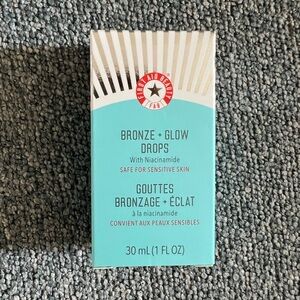 FIRST AID BEAUTY
FAB
BRONZE + GLOW
DROPS
With Niacinamide
SAFE FOR SENSITIVE SKIN
GOUTTES
BRONZAGE + ÉCLAT
à la niacinamide
CONVIENT AUX PEAUX SENSIBLES
30 mL (1 FL OZ)